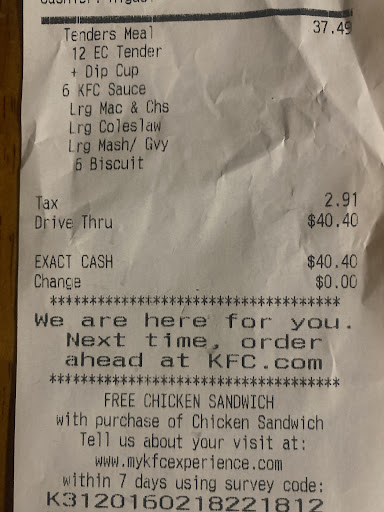 Tenders Meal 37.49
12 EC Tender
+ Dip Cup
6 KFC Sauce
Lrg Mac & Chs
Lrg Coleslaw
Lrg Mash/ Gvy
6 Biscuit
Tax 2.91
Drive Thru $40.40
EXACT CASH $40.40
Change $0.00
**************************************
We are here for you.
Next time, order
ahead at KFC.com
**************************************
FREE CHICKEN SANDWICH
with purchase of Chicken Sandwich
Tell us about your visit at:
www.mykfcexperience.com
within 7 days using survey code:
K31201602182​21812